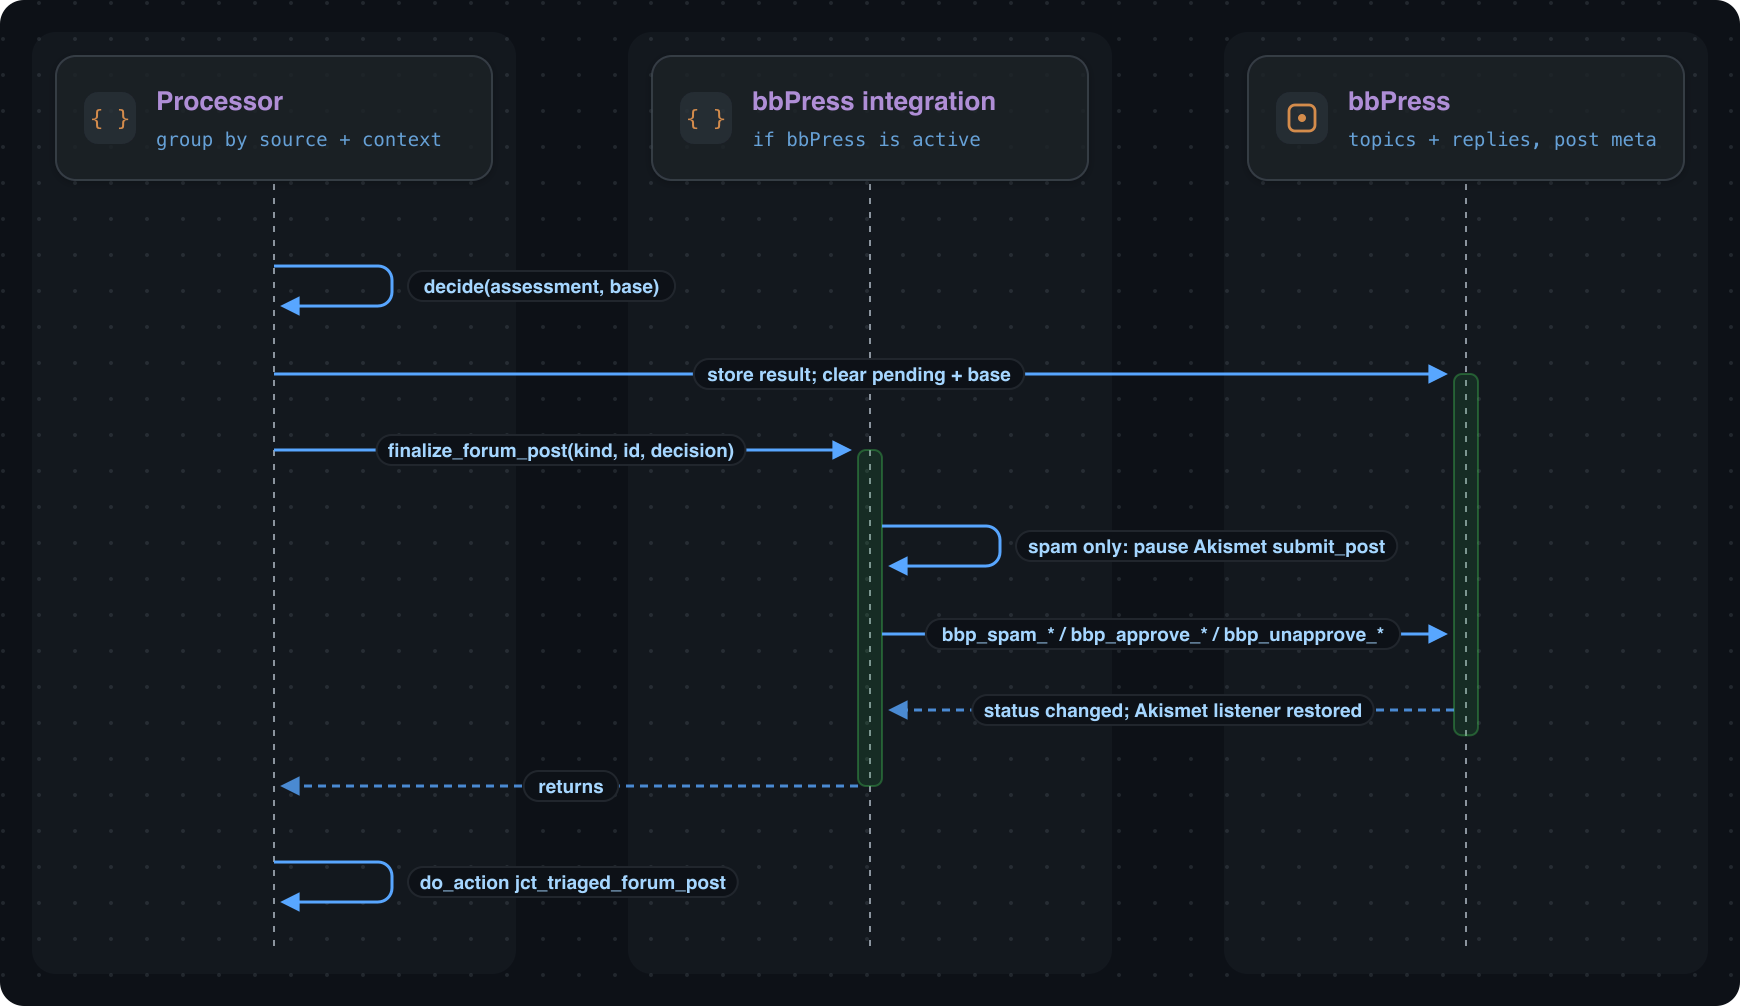 Processor
{ } group by source + context
bbPress integration
{ } if bbPress is active
bbPress
topics + replies, post meta
decide(assessment, base)
store result; clear pending + base
finalize_forum_post(kind, id, decision)
spam only: pause Akismet submit_post
bbp_spam_* / bbp_approve_* / bbp_unapprove_*
status changed; Akismet listener restored
returns
do_action jct_triaged_forum_post